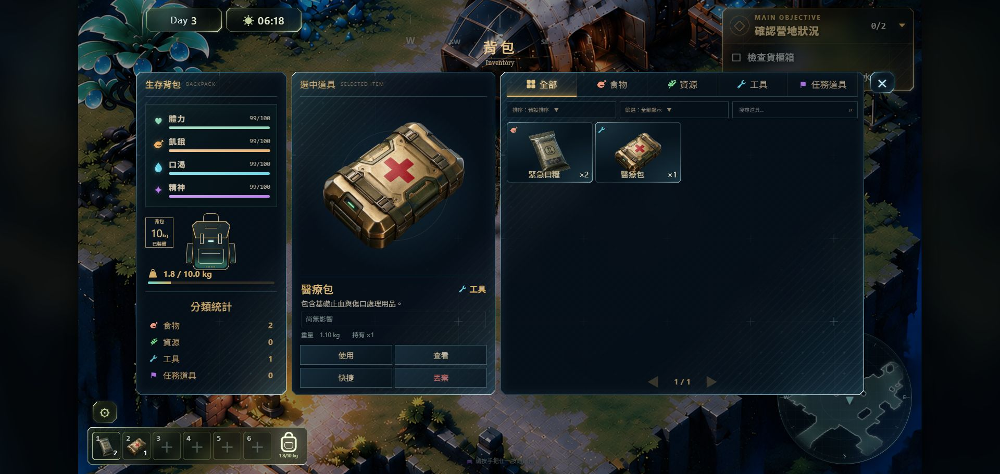 Day 3
06:18
W
SW
S
SE
E
背包
Inventory
MAIN OBJECTIVE
確認營地狀況
0/2
檢查貨櫃箱
水
生存背包 BACKPACK
體力 99/100
飢餓 99/100
口渴 99/100
精神 99/100
背包
10kg
已裝備
1.8 / 10.0 kg
分類統計
食物 2
資源 0
工具 1
任務道具 0
選中道具 SELECTED ITEM
醫療包
工具
包含基礎止血與傷口處理用品。
尚無影響
重量 1.10 kg 持有 ×1
使用
查看
快捷
丟棄
全部
食物
資源
工具
任務道具
排序：預設排序 ▼
篩選：全部顯示 ▼
搜尋道具...
緊急口糧 ×2
醫療包 ×1
1 / 1
W
E
S
1
2
2
1
3
4
5
6
1.8/10 kg
請按手把任一按鈕